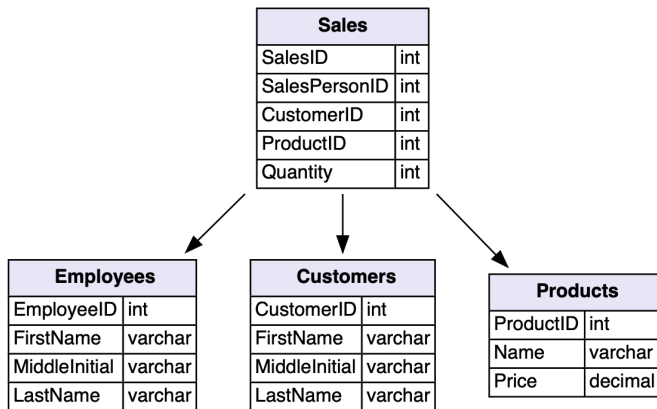 Sales
SalesID int
SalesPersonID int
CustomerID int
ProductID int
Quantity int
Employees
EmployeeID int
FirstName varchar
MiddleInitial varchar
LastName varchar
Customers
CustomerID int
FirstName varchar
MiddleInitial varchar
LastName varchar
Products
ProductID int
Name varchar
Price decimal